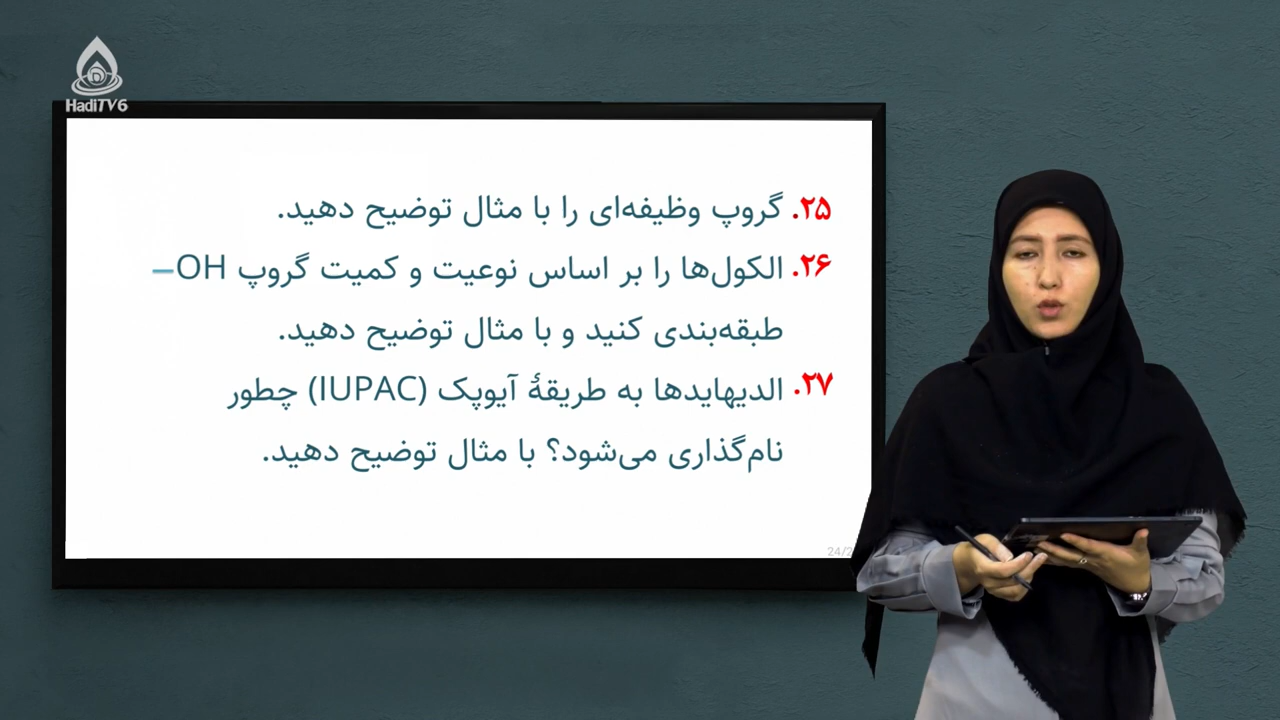 HadiTV6
۲۵. گروپ وظیفه‌ای را با مثال توضیح دهید.
۲۶. الکول‌ها را بر اساس نوعیت و کمیت گروپ OH–
طبقه‌بندی کنید و با مثال توضیح دهید.
۲۷. الدیهایدها به طریقۀ آیوپک (IUPAC) چطور
نام‌گذاری می‌شود؟ با مثال توضیح دهید.